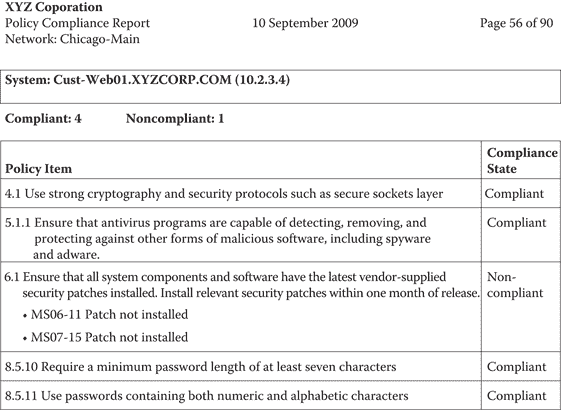 XYZ Coporation
Policy Compliance Report 10 September 2009 Page 56 of 90
Network: Chicago-Main
System: Cust-Web01.XYZCORP.COM (10.2.3.4)
Compliant: 4 Noncompliant: 1
Policy Item Compliance State
4.1 Use strong cryptography and security protocols such as secure sockets layer Compliant
5.1.1 Ensure that antivirus programs are capable of detecting, removing, and Compliant
protecting against other forms of malicious software, including spyware
and adware.
6.1 Ensure that all system components and software have the latest vendor-supplied Non-
security patches installed. Install relevant security patches within one month of release. compliant
• MS06-11 Patch not installed
• MS07-15 Patch not installed
8.5.10 Require a minimum password length of at least seven characters Compliant
8.5.11 Use passwords containing both numeric and alphabetic characters Compliant